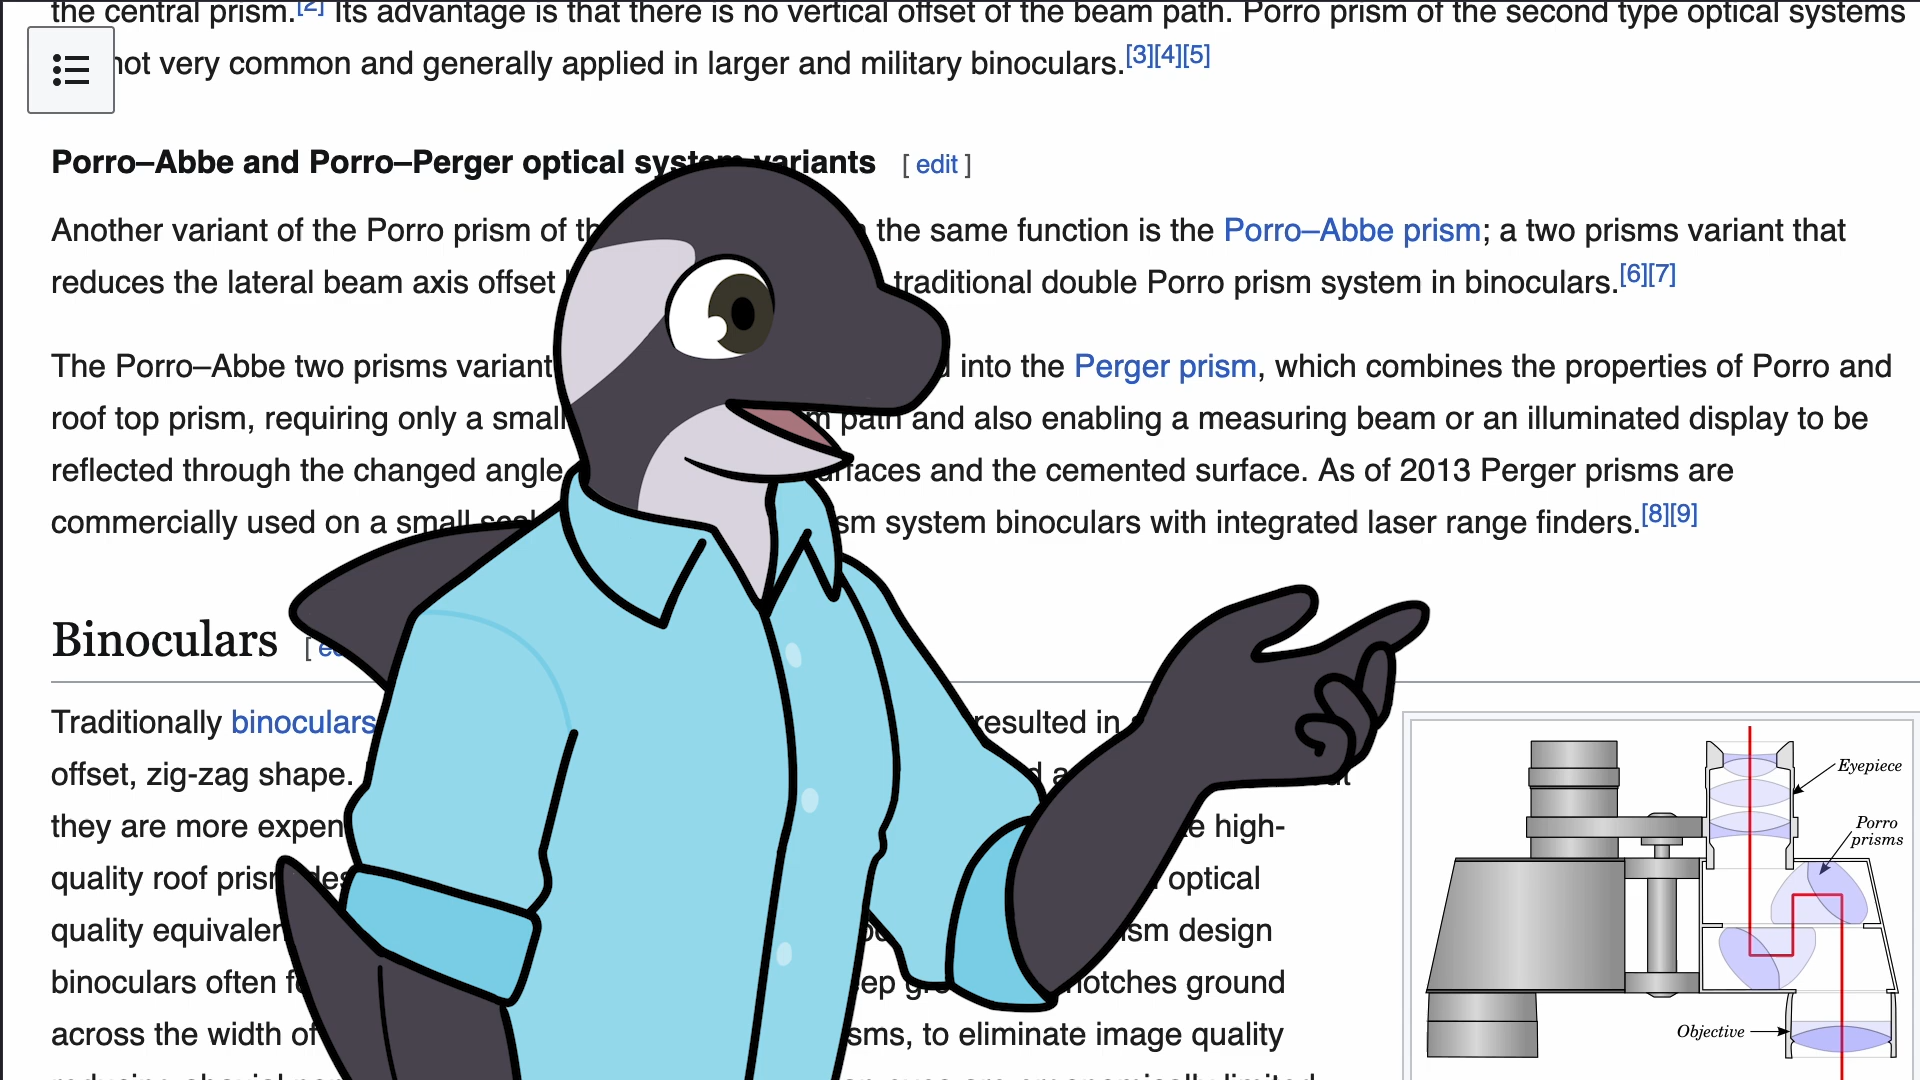 the central prism.[2] Its advantage is that there is no vertical offset of the beam path. Porro prism of the second type optical systems
not very common and generally applied in larger and military binoculars.[3][4][5]
Porro–Abbe and Porro–Perger optical system variants [ edit ]
Another variant of the Porro prism of the same function is the Porro–Abbe prism; a two prisms variant that
reduces the lateral beam axis offset traditional double Porro prism system in binoculars.[6][7]
The Porro–Abbe two prisms variant into the Perger prism, which combines the properties of Porro and
roof top prism, requiring only a small path and also enabling a measuring beam or an illuminated display to be
reflected through the changed angle and the cemented surface. As of 2013 Perger prisms are
commercially used on a small system binoculars with integrated laser range finders.[8][9]
Binoculars [
Traditionally binoculars resulted in
offset, zig-zag shape.
they are more high-
quality roof optical
quality design
binoculars often notches ground
across the width of to eliminate image quality
Eyepiece
Porro
prisms
Objective